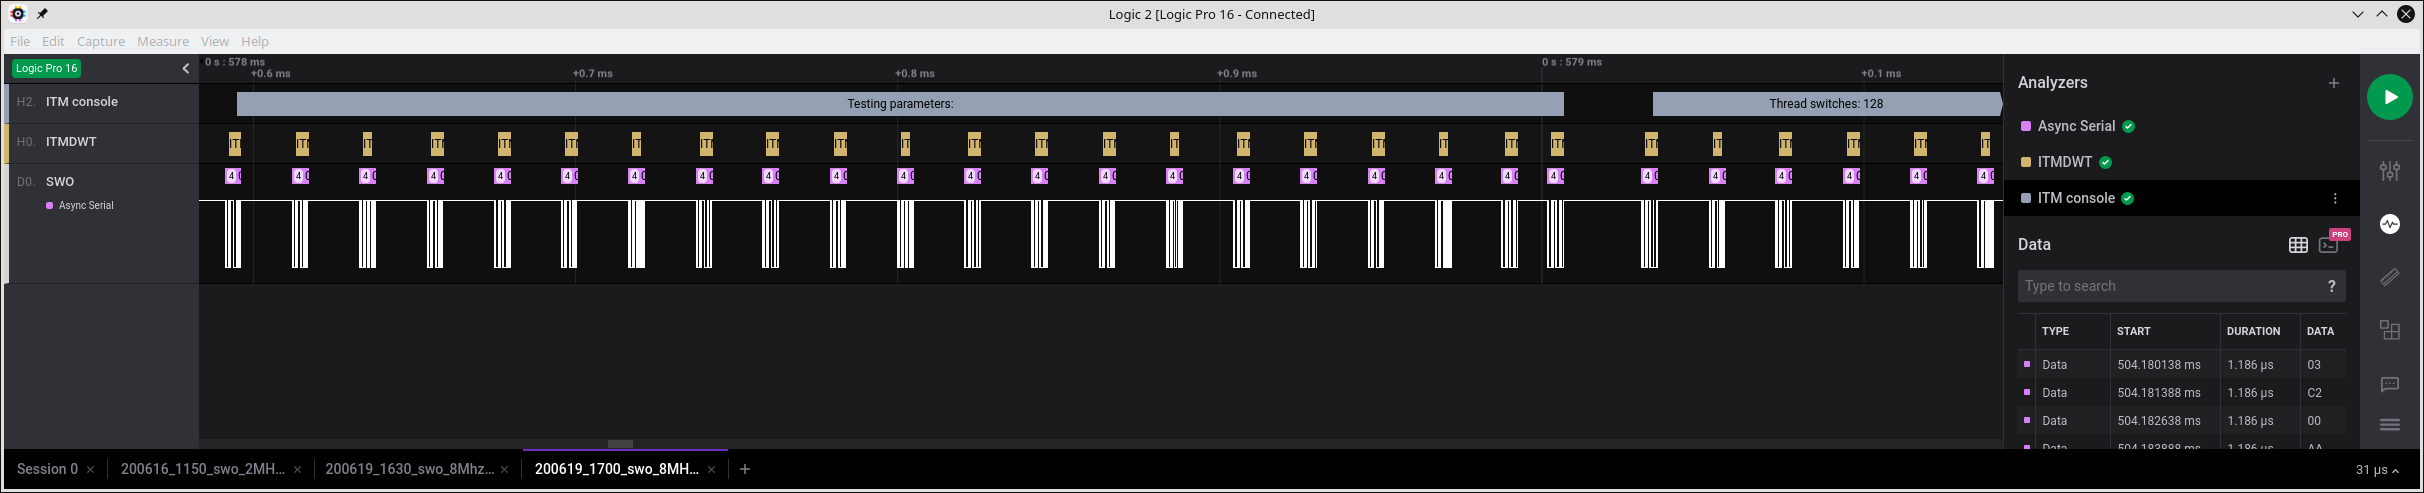 Logic 2 [Logic Pro 16 - Connected]
File Edit Capture Measure View Help
Logic Pro 16
0 s : 578 ms
0 s : 579 ms
+0.6 ms +0.7 ms +0.8 ms +0.9 ms +0.1 ms
H2. ITM console
Testing parameters:
Thread switches: 128
H0. ITMDWT
D0. SWO
Async Serial
Analyzers
Async Serial
ITMDWT
ITM console
Data
PRO
Type to search ?
TYPE START DURATION DATA
Data 504.180138 ms 1.186 µs 03
Data 504.181388 ms 1.186 µs C2
Data 504.182638 ms 1.186 µs 00
Data 504.183888 ms 1.186 µs AA
Session 0
200616_1150_swo_2MH...
200619_1630_swo_8Mhz...
200619_1700_swo_8MH...
31 µs